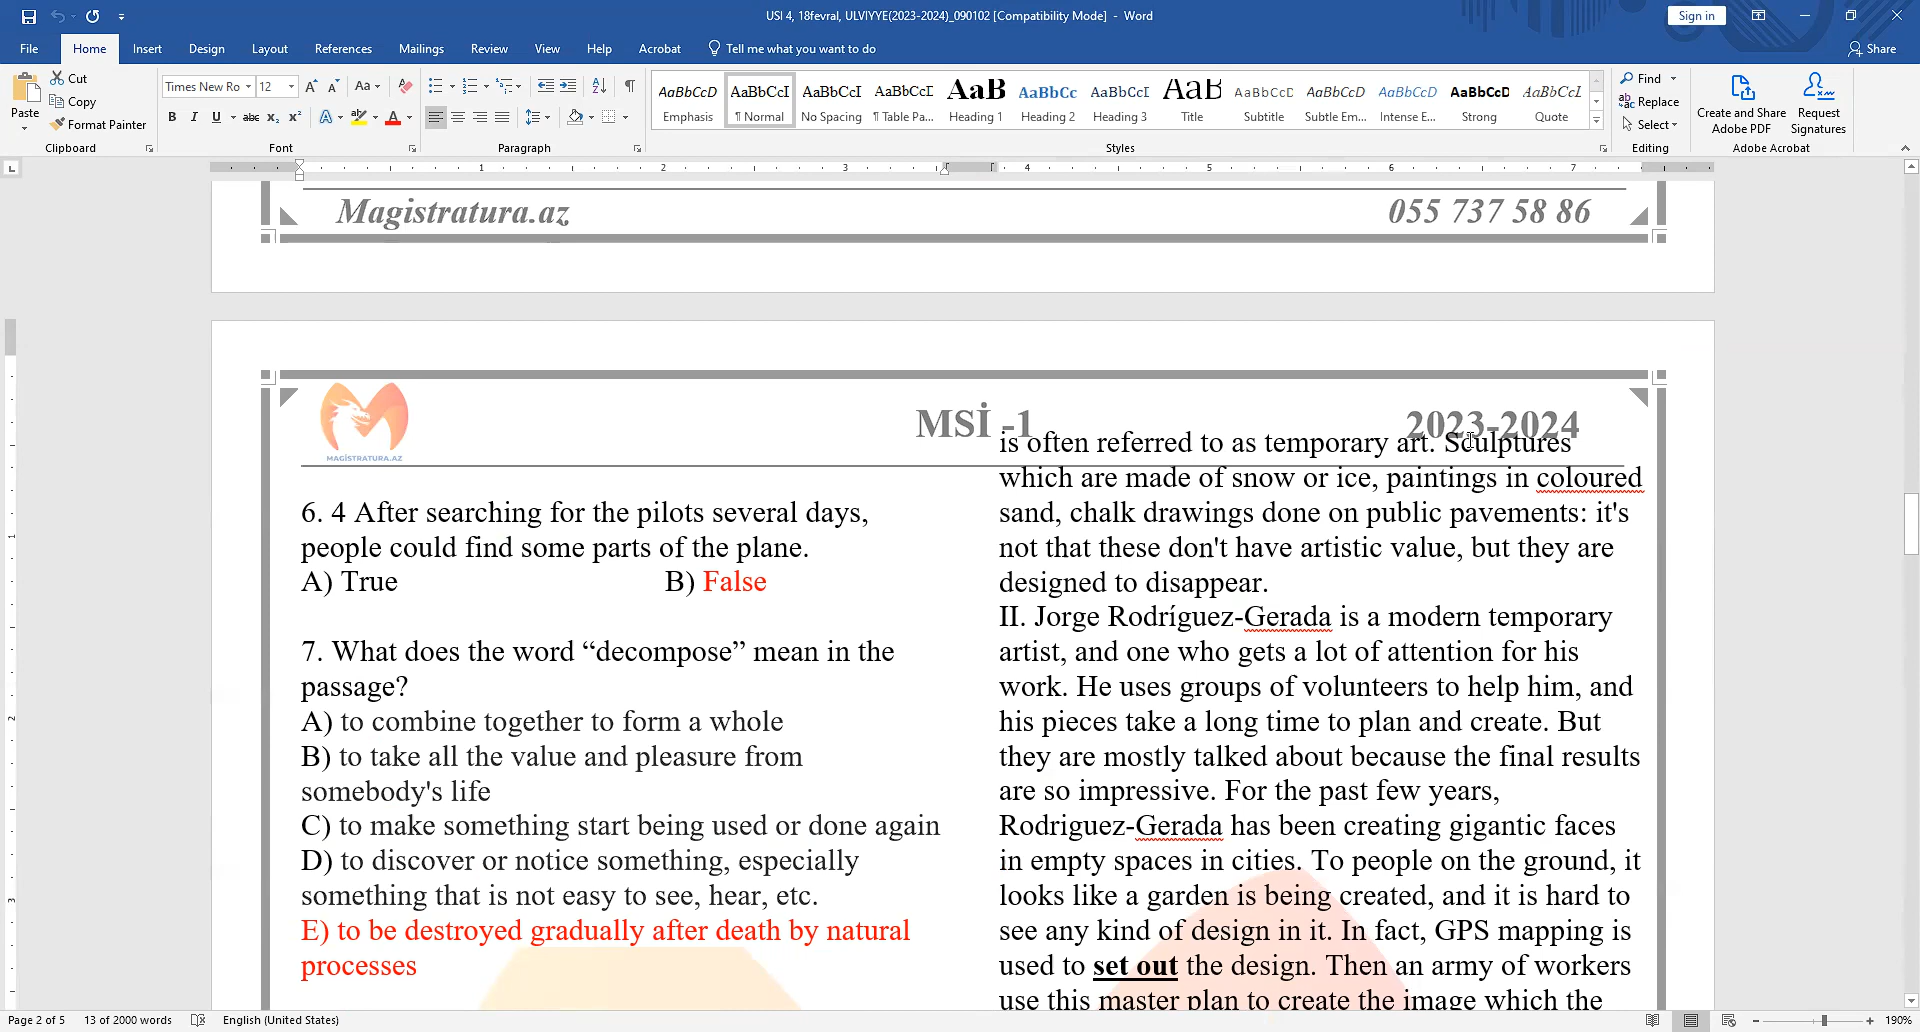 USI 4, 18fevral, ULVIYYE(2023-2024)_090102 [Compatibility Mode] - Word
Sign in
File Home Insert Design Layout References Mailings Review View Help Acrobat Tell me what you want to do
Share
Paste
Cut
Copy
Format Painter
Clipboard
Times New Ro 12
Font
Paragraph
AaBbCcD Emphasis
AaBbCcI ¶ Normal
AaBbCcI No Spacing
AaBbCcI ¶ Table Pa...
AaB Heading 1
AaBbCc Heading 2
AaBbCcI Heading 3
AaB Title
AaBbCcD Subtitle
AaBbCcD Subtle Em...
AaBbCcD Intense E...
AaBbCcD Strong
AaBbCcI Quote
Styles
Find
Replace
Select
Editing
Create and Share Adobe PDF
Request Signatures
Adobe Acrobat
1 2 3 4 5 6 7
Magistratura.az
055 737 58 86
MAGİSTRATURA.AZ
MSİ -1
2023-2024
6. 4 After searching for the pilots several days,
people could find some parts of the plane.
A) True B) False
7. What does the word “decompose” mean in the
passage?
A) to combine together to form a whole
B) to take all the value and pleasure from
somebody's life
C) to make something start being used or done again
D) to discover or notice something, especially
something that is not easy to see, hear, etc.
E) to be destroyed gradually after death by natural
processes
is often referred to as temporary art. Sculptures
which are made of snow or ice, paintings in coloured
sand, chalk drawings done on public pavements: it's
not that these don't have artistic value, but they are
designed to disappear.
II. Jorge Rodríguez-Gerada is a modern temporary
artist, and one who gets a lot of attention for his
work. He uses groups of volunteers to help him, and
his pieces take a long time to plan and create. But
they are mostly talked about because the final results
are so impressive. For the past few years,
Rodriguez-Gerada has been creating gigantic faces
in empty spaces in cities. To people on the ground, it
looks like a garden is being created, and it is hard to
see any kind of design in it. In fact, GPS mapping is
used to set out the design. Then an army of workers
use this master plan to create the image which the
Page 2 of 5 13 of 2000 words English (United States)
190%